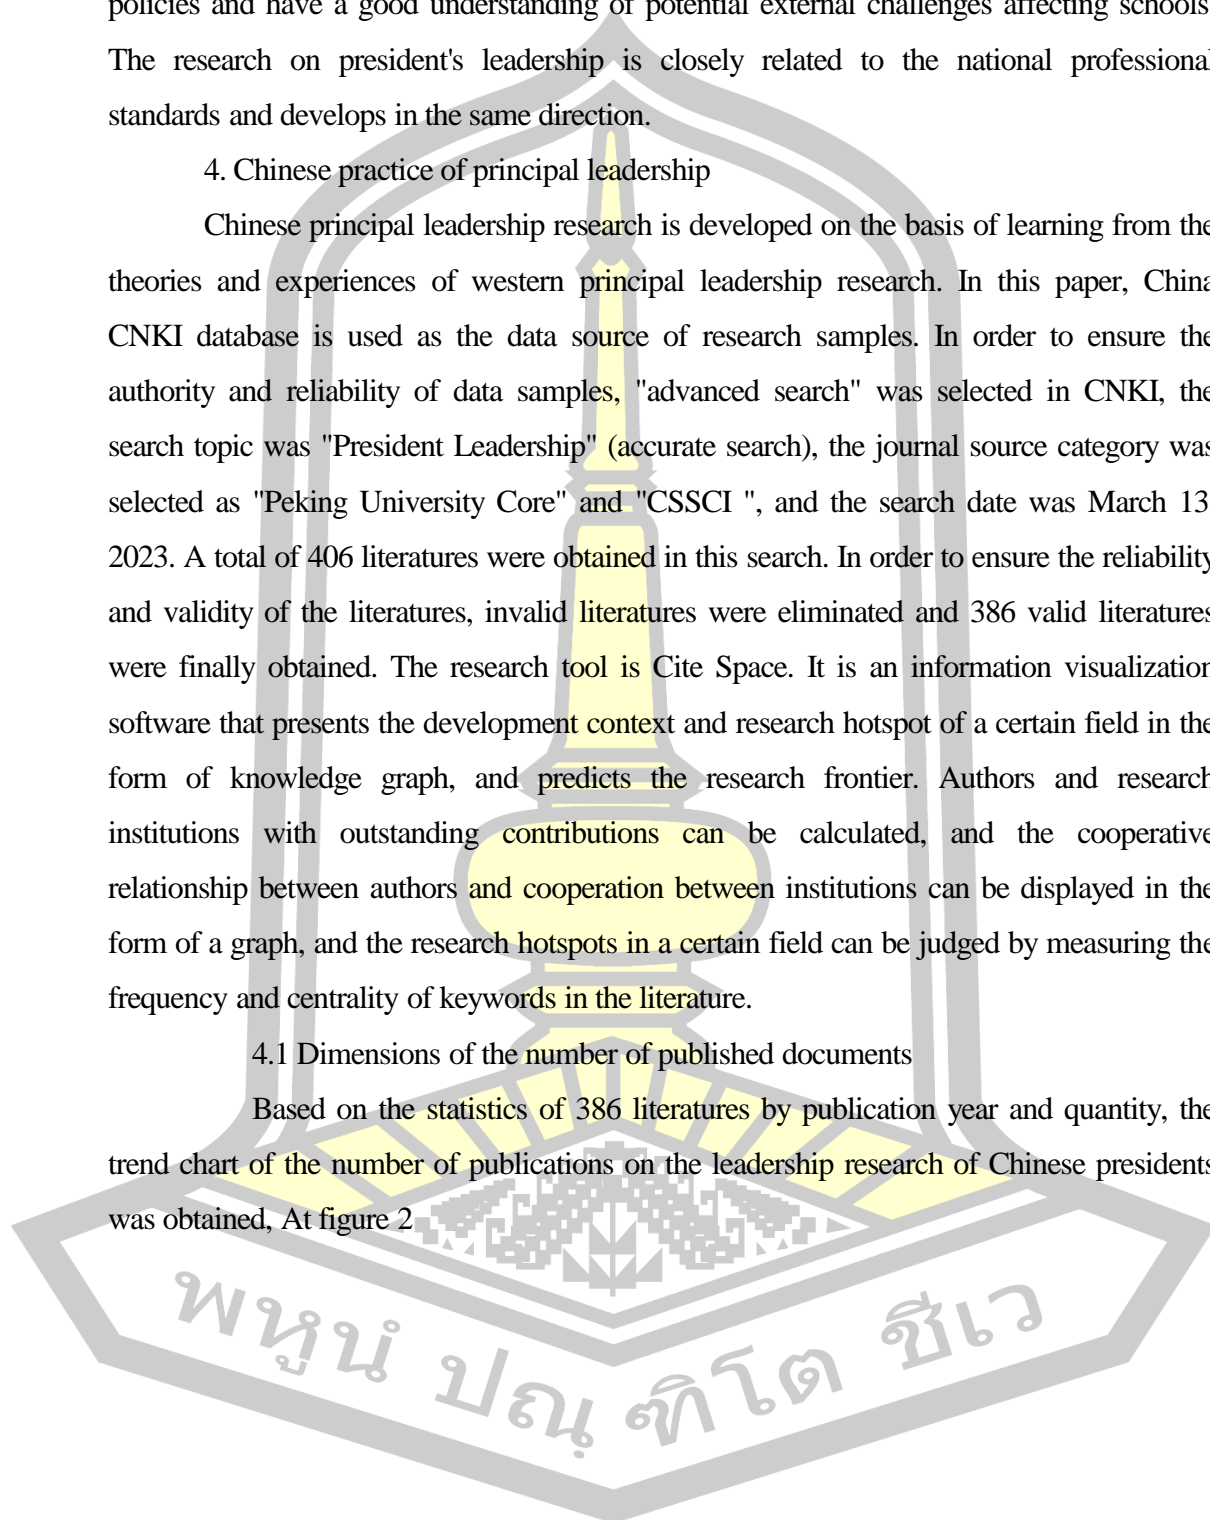 policies and have a good understanding of potential external challenges affecting schools
The research on president's leadership is closely related to the national professional
standards and develops in the same direction.
4. Chinese practice of principal leadership
Chinese principal leadership research is developed on the basis of learning from the
theories and experiences of western principal leadership research. In this paper, China
CNKI database is used as the data source of research samples. In order to ensure the
authority and reliability of data samples, "advanced search" was selected in CNKI, the
search topic was "President Leadership" (accurate search), the journal source category was
selected as "Peking University Core" and "CSSCI ", and the search date was March 13
2023. A total of 406 literatures were obtained in this search. In order to ensure the reliability
and validity of the literatures, invalid literatures were eliminated and 386 valid literatures
were finally obtained. The research tool is Cite Space. It is an information visualization
software that presents the development context and research hotspot of a certain field in the
form of knowledge graph, and predicts the research frontier. Authors and research
institutions with outstanding contributions can be calculated, and the cooperative
relationship between authors and cooperation between institutions can be displayed in the
form of a graph, and the research hotspots in a certain field can be judged by measuring the
frequency and centrality of keywords in the literature.
4.1 Dimensions of the number of published documents
Based on the statistics of 386 literatures by publication year and quantity, the
trend chart of the number of publications on the leadership research of Chinese presidents
was obtained, At figure 2
พหูนํ ปณฺฑิโต ชีเว